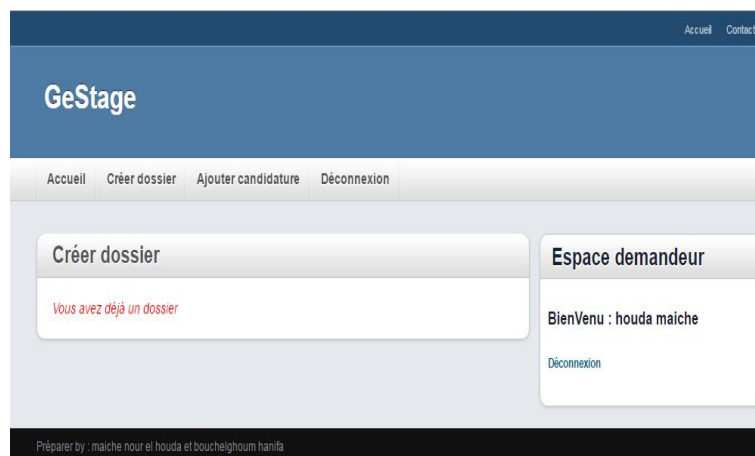 Accueil Contact
GeStage
Accueil Créer dossier Ajouter candidature Déconnexion
Créer dossier
Vous avez déjà un dossier
Espace demandeur
BienVenu : houda maiche
Déconnexion
Préparer by : maiche nour el houda et bouchelghoum hanifa